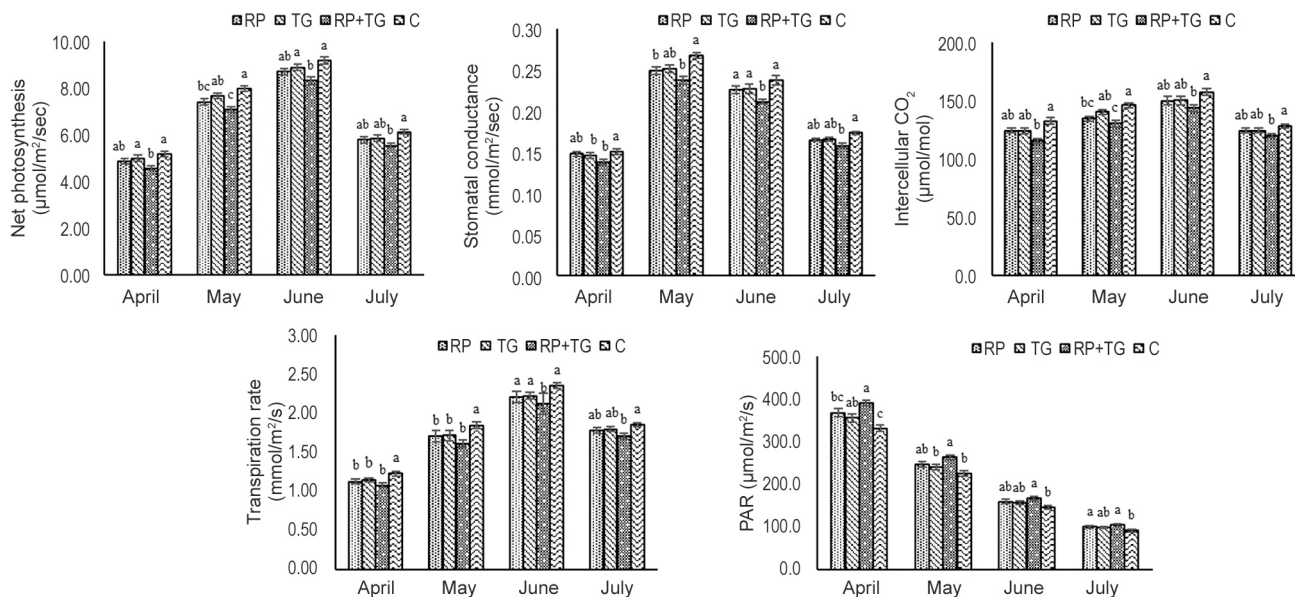 RP TG RP+TG C
Net photosynthesis
(µmol/m²/sec)
10.00
8.00
6.00
4.00
2.00
0.00
ab a b a
bc ab c a
ab a b a
ab ab b a
April May June July
RP TG RP+TG C
Stomatal conductance
(mmol/m²/sec)
0.30
0.25
0.20
0.15
0.10
0.05
0.00
a b b a
b ab b a
a a b a
ab ab b a
April May June July
RP TG RP+TG C
Intercellular CO₂
(µmol/mol)
200.0
150.0
100.0
50.0
0.0
ab ab b a
bc ab c a
ab ab b a
ab ab b a
April May June July
RP TG RP+TG C
Transpiration rate
(mmol/m²/s)
3.00
2.50
2.00
1.50
1.00
0.50
0.00
b b b a
b b b a
a a b a
ab ab b a
April May June July
RP TG RP+TG C
PAR (µmol/m²/s)
500.0
400.0
300.0
200.0
100.0
0.0
bc ab a c
ab b a b
ab ab a b
a ab a b
April May June July